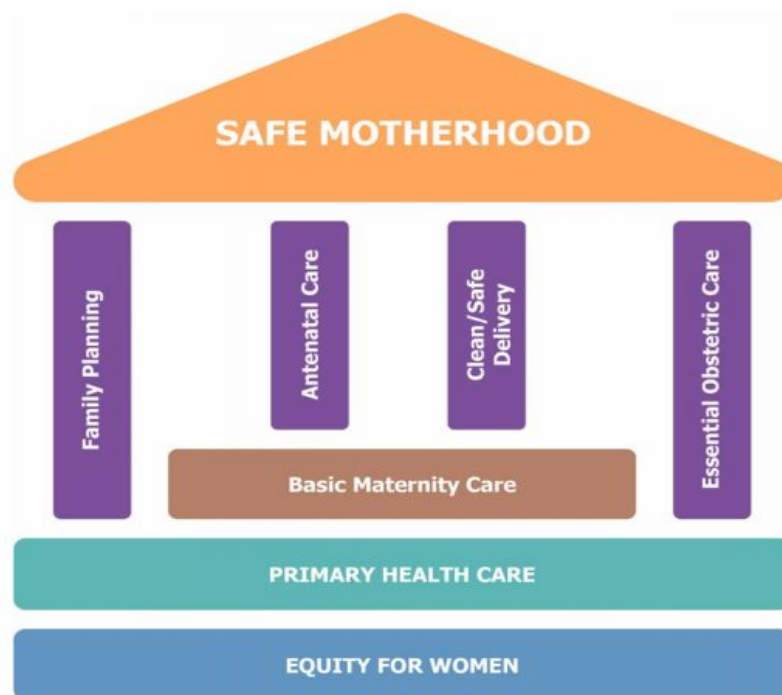 SAFE MOTHERHOOD
Family Planning
Antenatal Care
Clean/Safe
Delivery
Essential Obstetric Care
Basic Maternity Care
PRIMARY HEALTH CARE
EQUITY FOR WOMEN